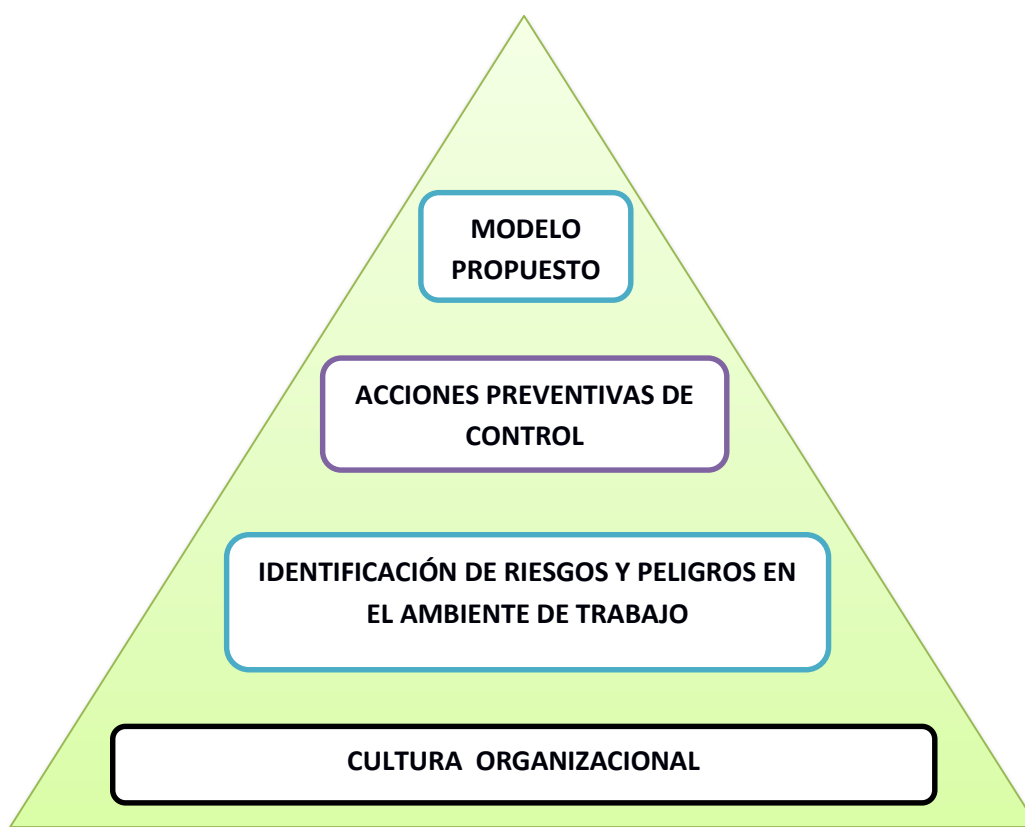 MODELO
PROPUESTO
ACCIONES PREVENTIVAS DE
CONTROL
IDENTIFICACIÓN DE RIESGOS Y PELIGROS EN
EL AMBIENTE DE TRABAJO
CULTURA  ORGANIZACIONAL